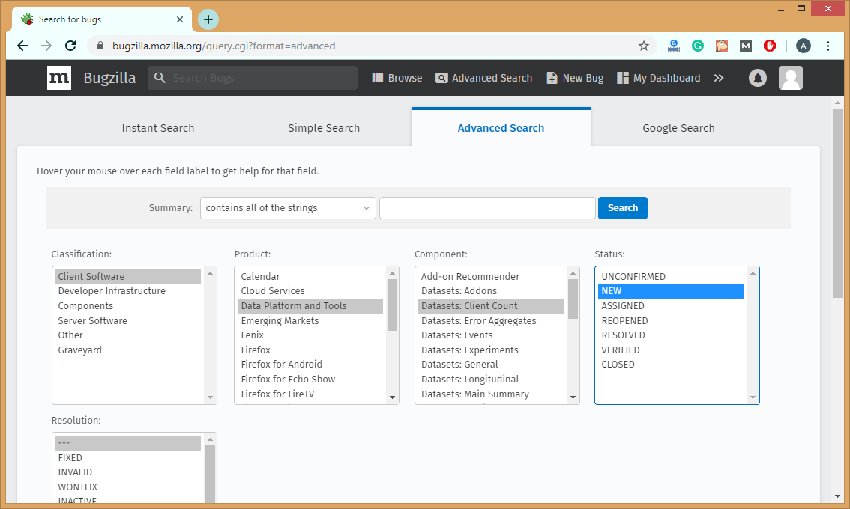 Search for bugs
bugzilla.mozilla.org/query.cgi?format=advanced
A
m Bugzilla Search Bugs Browse Advanced Search New Bug My Dashboard
Instant Search Simple Search Advanced Search Google Search
Hover your mouse over each field label to get help for that field.
Summary: contains all of the strings Search
Classification: Product: Component: Status:
Client Software Calendar Add-on Recommender UNCONFIRMED
Developer Infrastructure Cloud Services Datasets: Addons NEW
Components Data Platform and Tools Datasets: Client Count ASSIGNED
Server Software Emerging Markets Datasets: Error Aggregates REOPENED
Other Fenix Datasets: Events RESOLVED
Graveyard Firefox Datasets: Experiments VERIFIED
Firefox for Android Datasets: General CLOSED
Firefox for Echo Show Datasets: Longitudinal
Firefox for FireTV Datasets: Main Summary
Resolution:
---
FIXED
INVALID
WONTFIX
INACTIVE